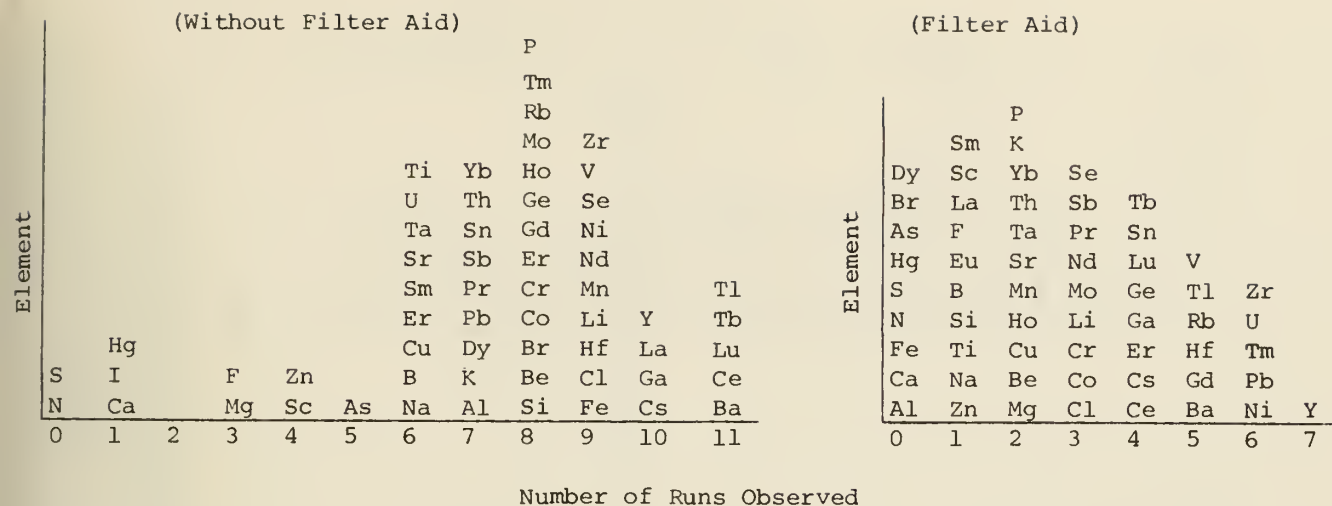 (Without Filter Aid)
Element
P
Tm
Rb
Mo Zr
Ti Yb Ho V
U Th Ge Se
Ta Sn Gd Ni
Sr Sb Er Nd
Sm Pr Cr Mn Tl
Er Pb Co Li Y Tb
Hg Cu Dy Br Hf La Lu
S I F Zn B K Be Cl Ga Ce
N Ca Mg Sc As Na Al Si Fe Cs Ba
0 1 2 3 4 5 6 7 8 9 10 11
(Filter Aid)
Element
P
Sm K
Dy Sc Yb Se
Br La Th Sb Tb
As F Ta Pr Sn
Hg Eu Sr Nd Lu V
S B Mn Mo Ge Tl Zr
N Si Ho Li Ga Rb U
Fe Ti Cu Cr Er Hf Tm
Ca Na Be Co Cs Gd Pb
Al Zn Mg Cl Ce Ba Ni Y
0 1 2 3 4 5 6 7
Number of Runs Observed